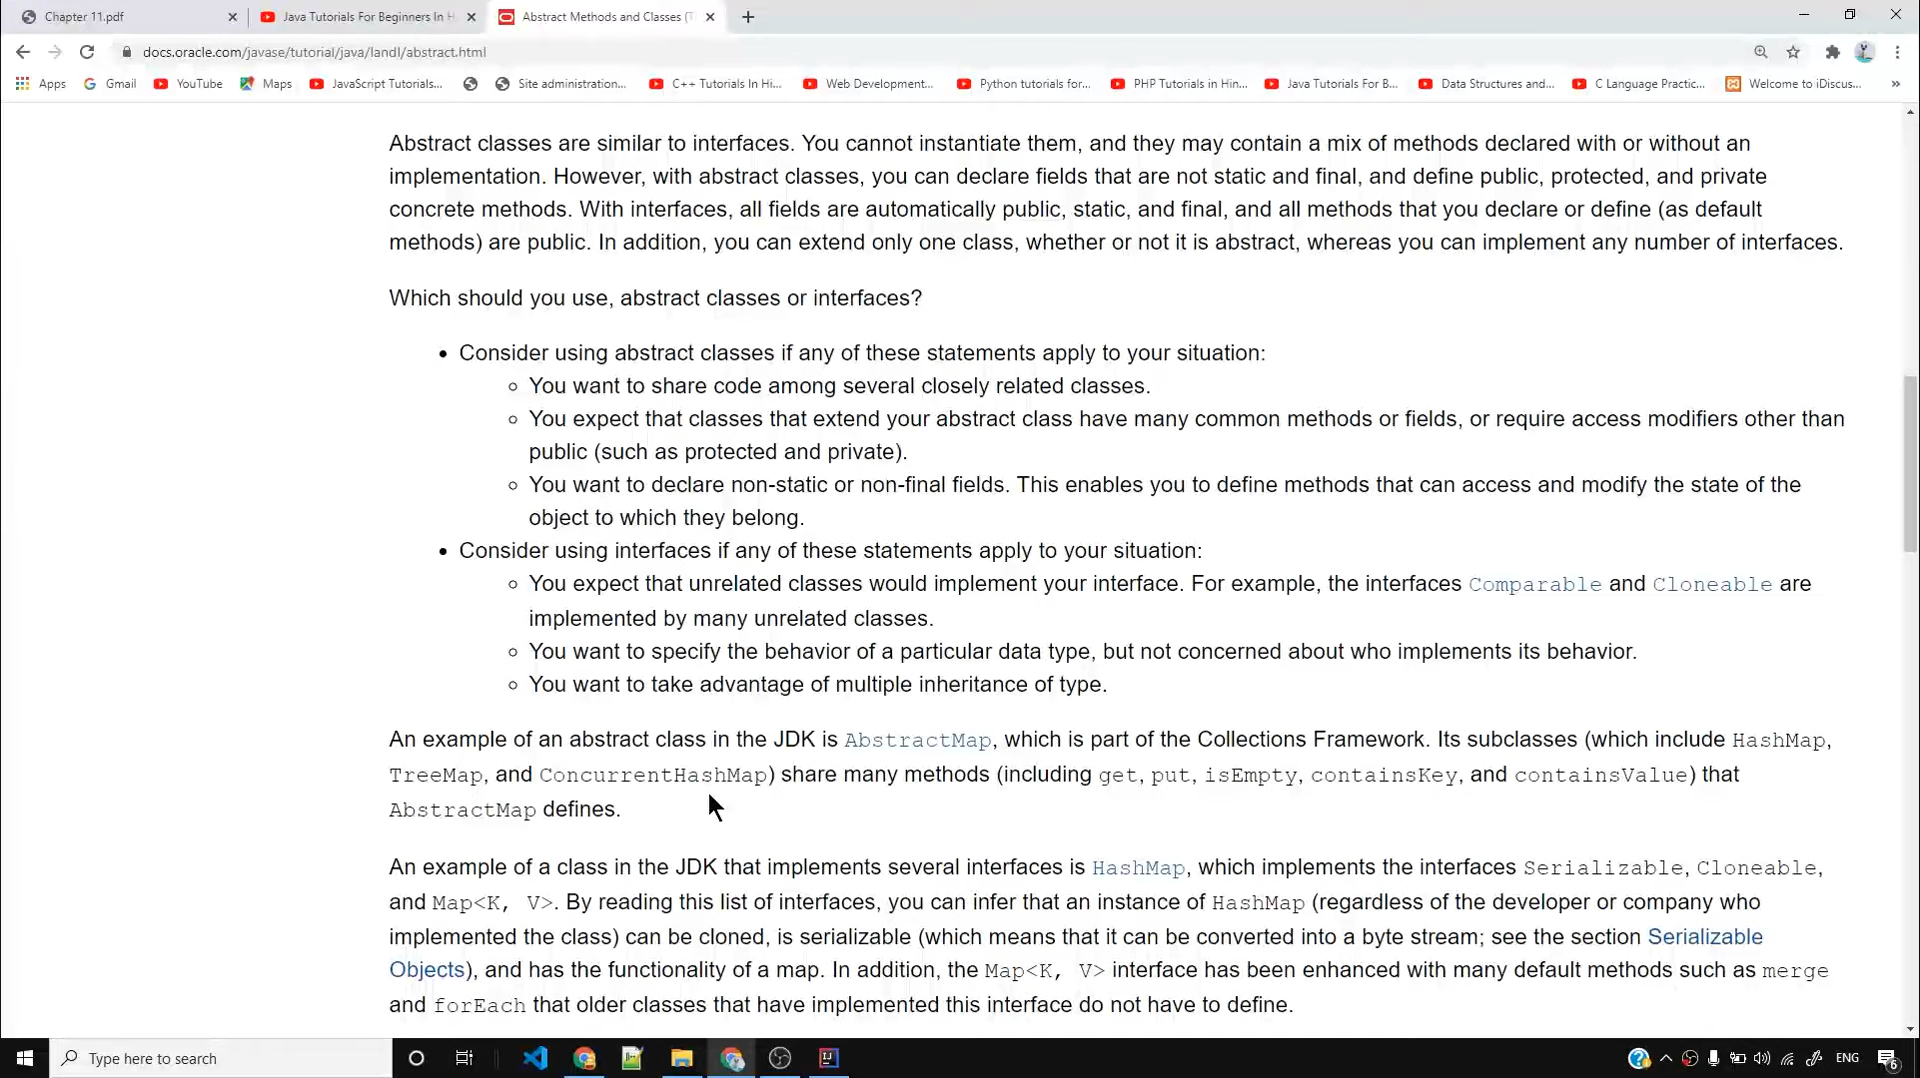 Chapter 11.pdf
Java Tutorials For Beginners In H
Abstract Methods and Classes (T
docs.oracle.com/javase/tutorial/java/IandI/abstract.html
Apps
Gmail
YouTube
Maps
JavaScript Tutorials...
Site administration...
C++ Tutorials In Hi...
Web Development...
Python tutorials for...
PHP Tutorials in Hin...
Java Tutorials For B...
Data Structures and...
C Language Practic...
Welcome to iDiscus...
»
Abstract classes are similar to interfaces. You cannot instantiate them, and they may contain a mix of methods declared with or without an
implementation. However, with abstract classes, you can declare fields that are not static and final, and define public, protected, and private
concrete methods. With interfaces, all fields are automatically public, static, and final, and all methods that you declare or define (as default
methods) are public. In addition, you can extend only one class, whether or not it is abstract, whereas you can implement any number of interfaces.
Which should you use, abstract classes or interfaces?
• Consider using abstract classes if any of these statements apply to your situation:
○ You want to share code among several closely related classes.
○ You expect that classes that extend your abstract class have many common methods or fields, or require access modifiers other than
public (such as protected and private).
○ You want to declare non-static or non-final fields. This enables you to define methods that can access and modify the state of the
object to which they belong.
• Consider using interfaces if any of these statements apply to your situation:
○ You expect that unrelated classes would implement your interface. For example, the interfaces Comparable and Cloneable are
implemented by many unrelated classes.
○ You want to specify the behavior of a particular data type, but not concerned about who implements its behavior.
○ You want to take advantage of multiple inheritance of type.
An example of an abstract class in the JDK is AbstractMap, which is part of the Collections Framework. Its subclasses (which include HashMap,
TreeMap, and ConcurrentHashMap) share many methods (including get, put, isEmpty, containsKey, and containsValue) that
AbstractMap defines.
An example of a class in the JDK that implements several interfaces is HashMap, which implements the interfaces Serializable, Cloneable,
and Map<K, V>. By reading this list of interfaces, you can infer that an instance of HashMap (regardless of the developer or company who
implemented the class) can be cloned, is serializable (which means that it can be converted into a byte stream; see the section Serializable
Objects), and has the functionality of a map. In addition, the Map<K, V> interface has been enhanced with many default methods such as merge
and forEach that older classes that have implemented this interface do not have to define.
Type here to search
ENG
6